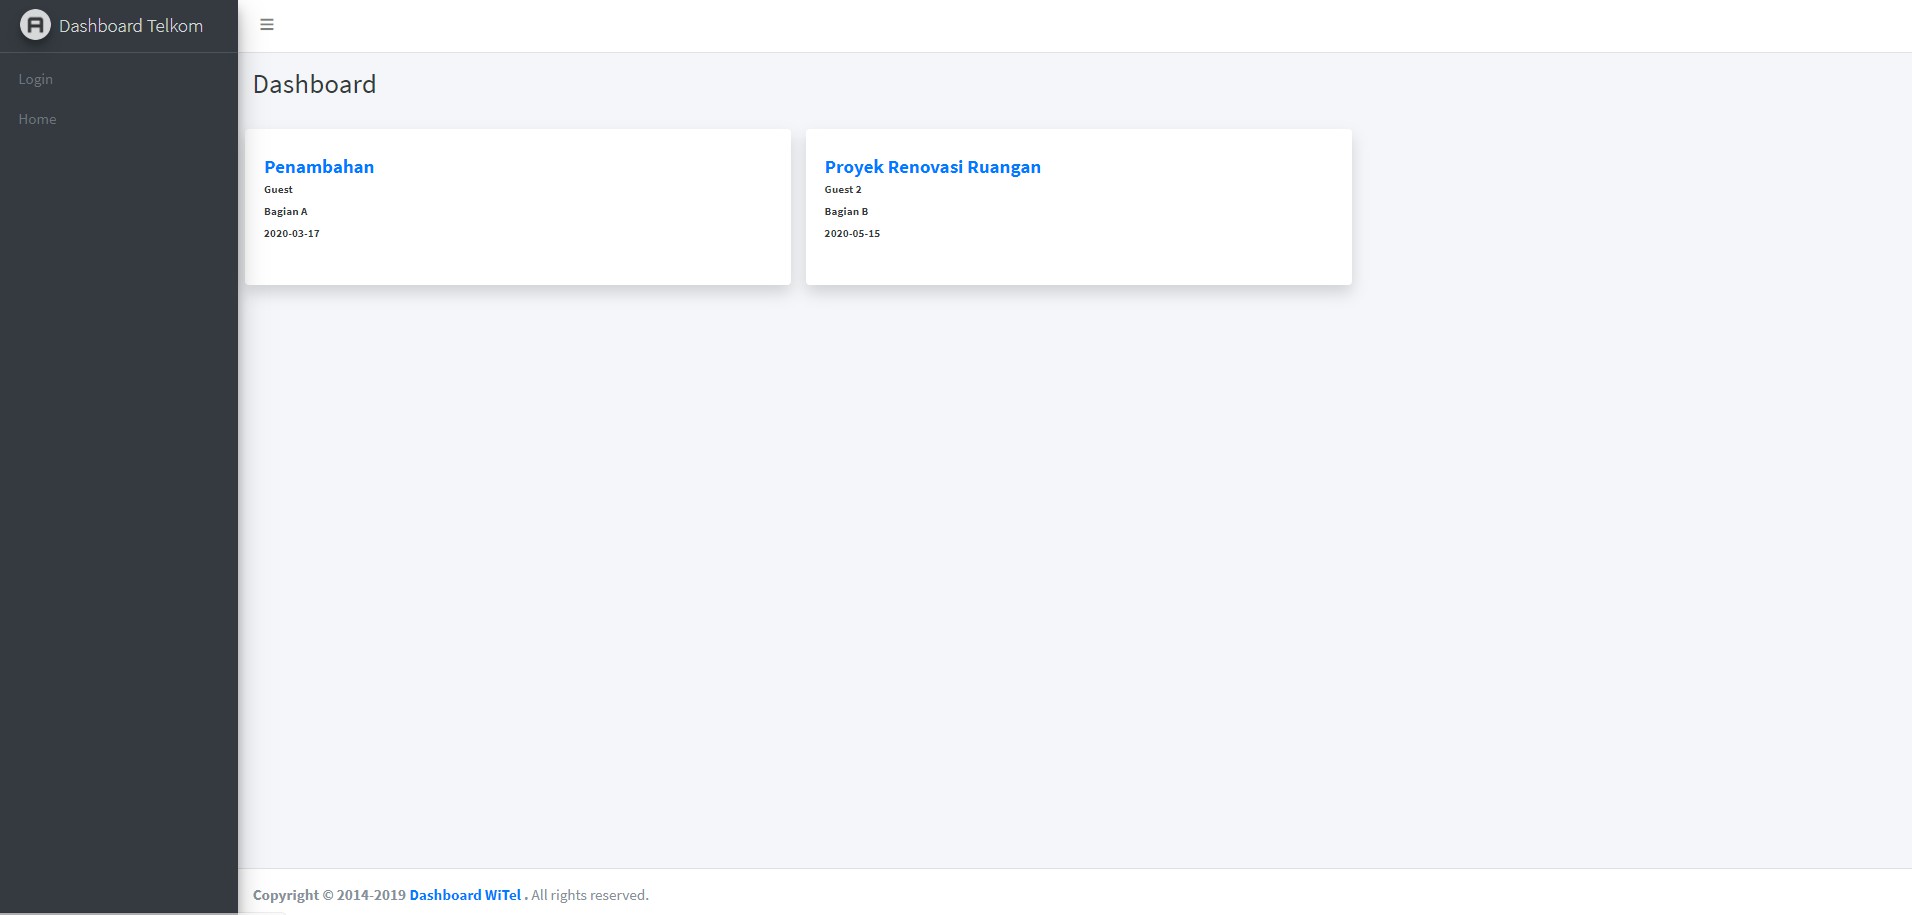 Dashboard Telkom
Login
Home
Dashboard
Penambahan
Guest
Bagian A
2020-03-17
Proyek Renovasi Ruangan
Guest 2
Bagian B
2020-05-15
Copyright © 2014-2019 Dashboard WiTel . All rights reserved.